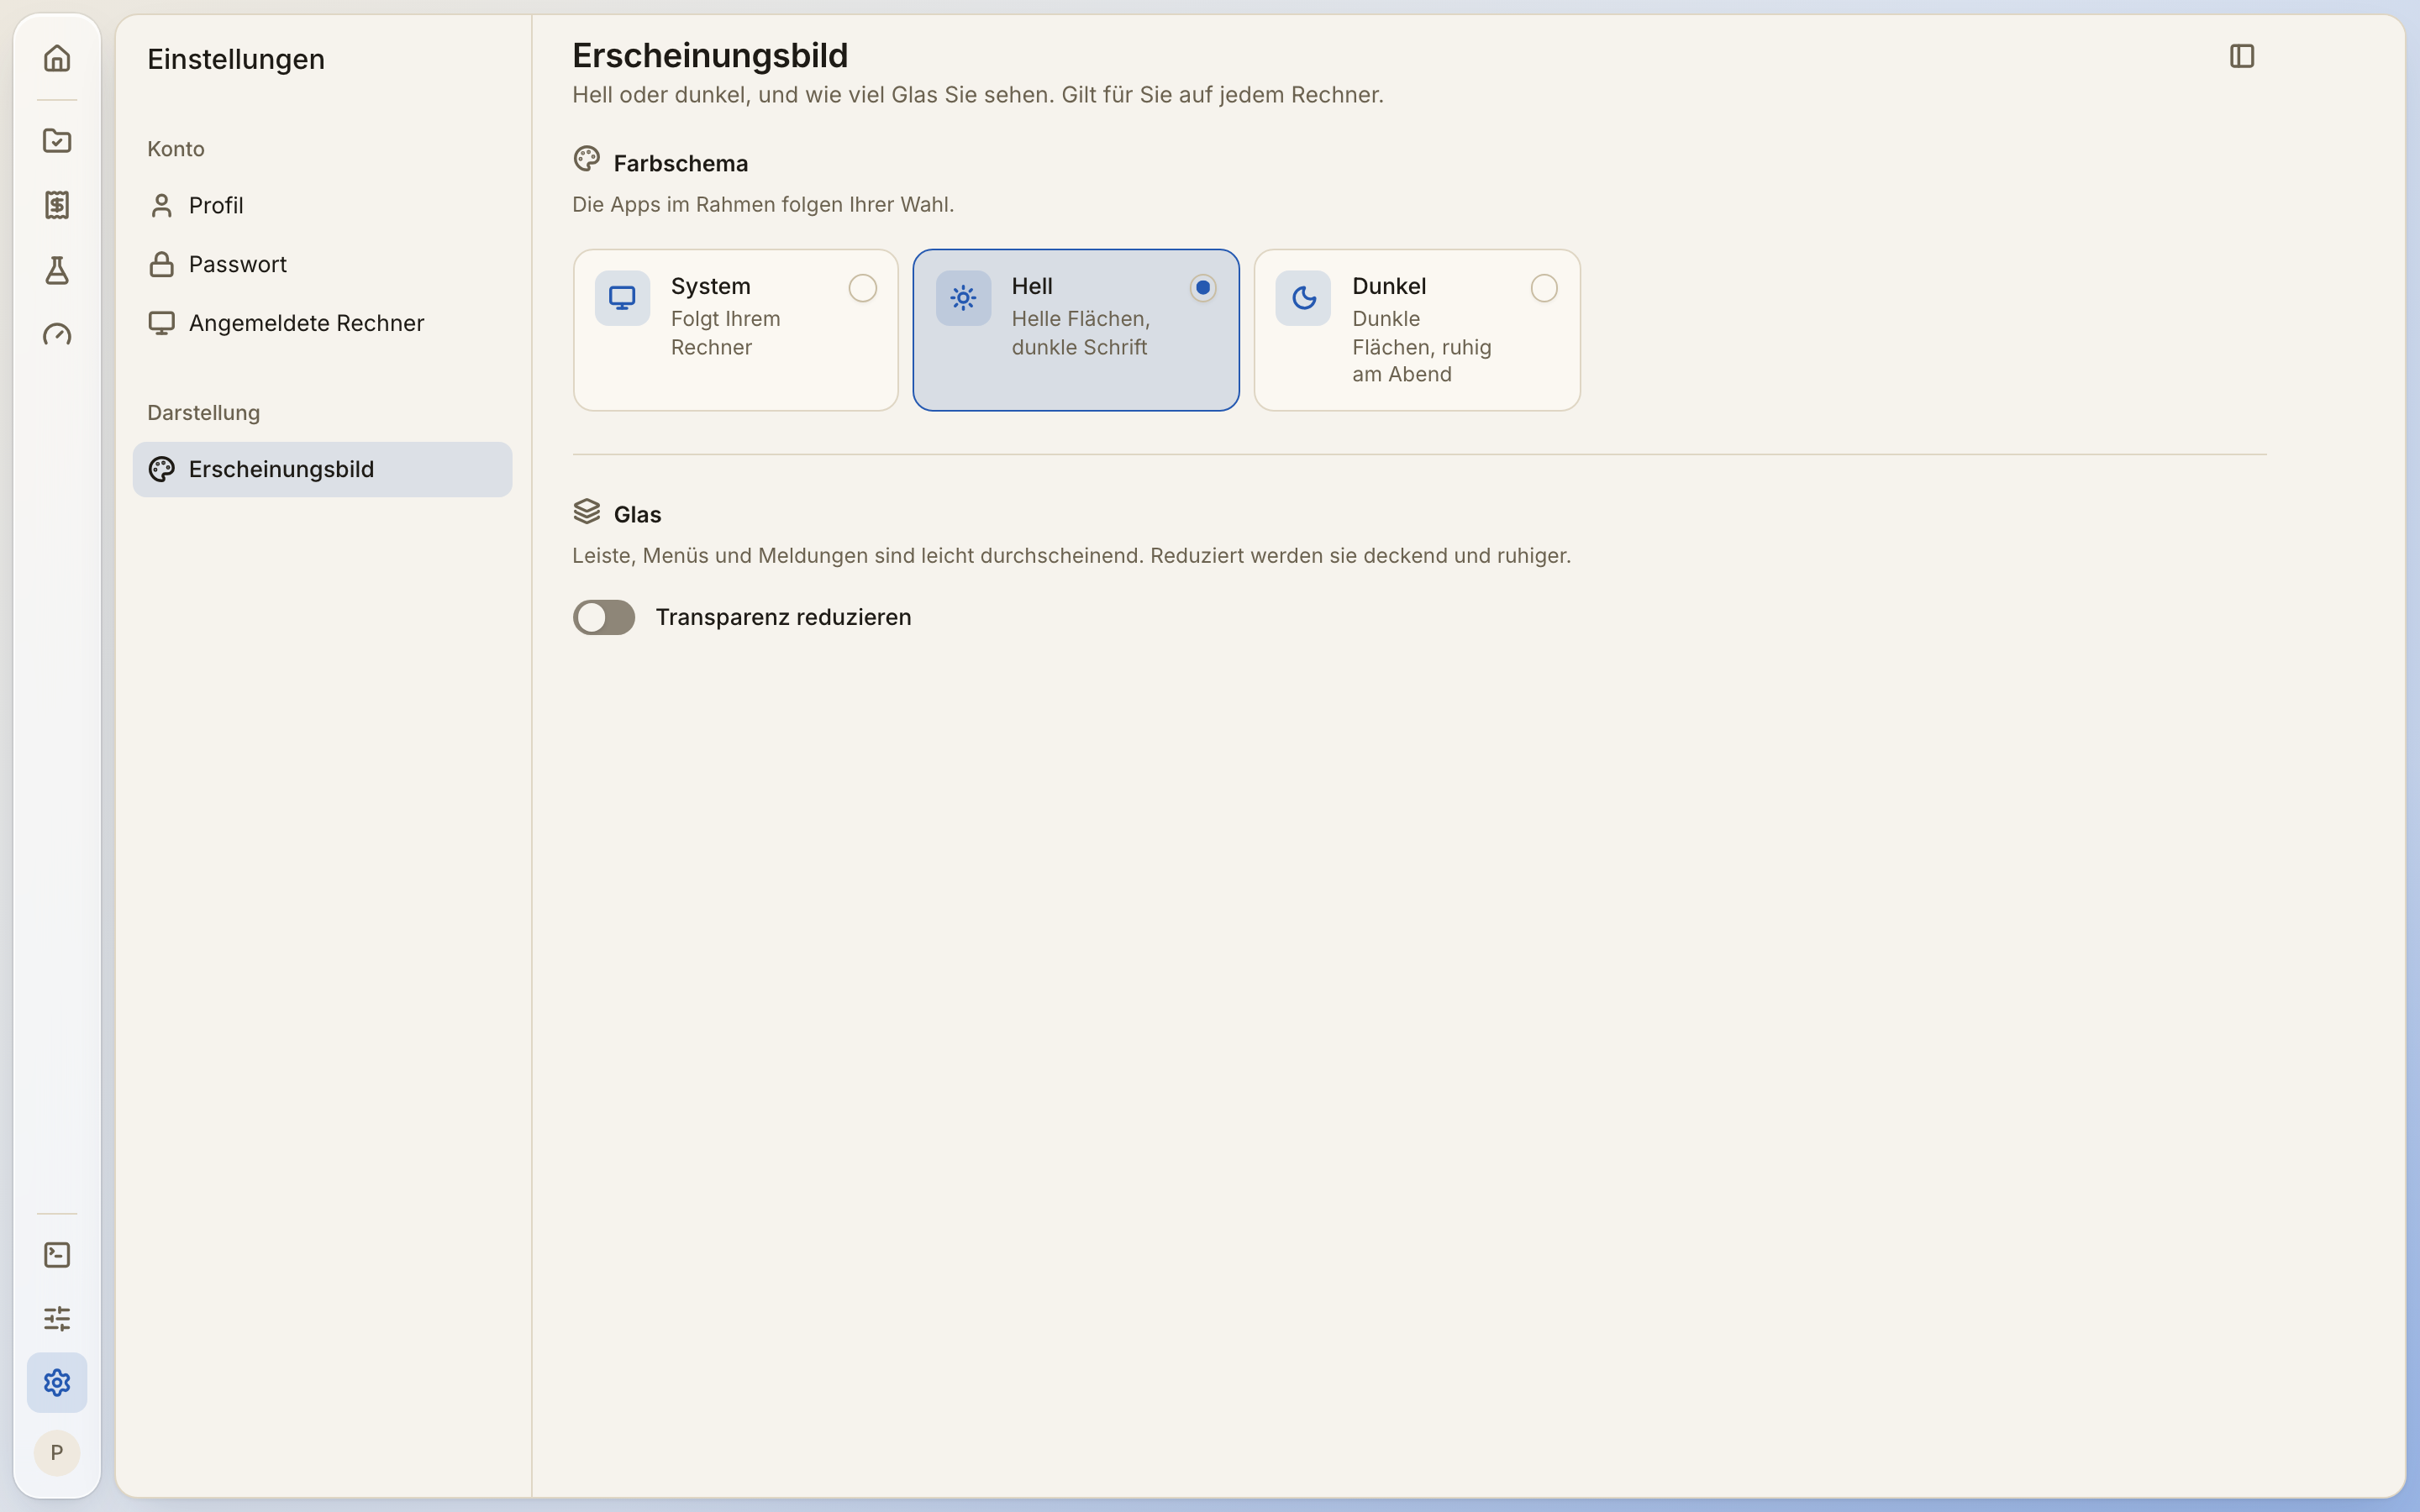 Einstellungen
Konto
Profil
Passwort
Angemeldete Rechner
Darstellung
Erscheinungsbild
P
Erscheinungsbild
Hell oder dunkel, und wie viel Glas Sie sehen. Gilt für Sie auf jedem Rechner.
Farbschema
Die Apps im Rahmen folgen Ihrer Wahl.
System
Folgt Ihrem
Rechner
Hell
Helle Flächen,
dunkle Schrift
Dunkel
Dunkle
Flächen, ruhig
am Abend
Glas
Leiste, Menüs und Meldungen sind leicht durchscheinend. Reduziert werden sie deckend und ruhiger.
Transparenz reduzieren